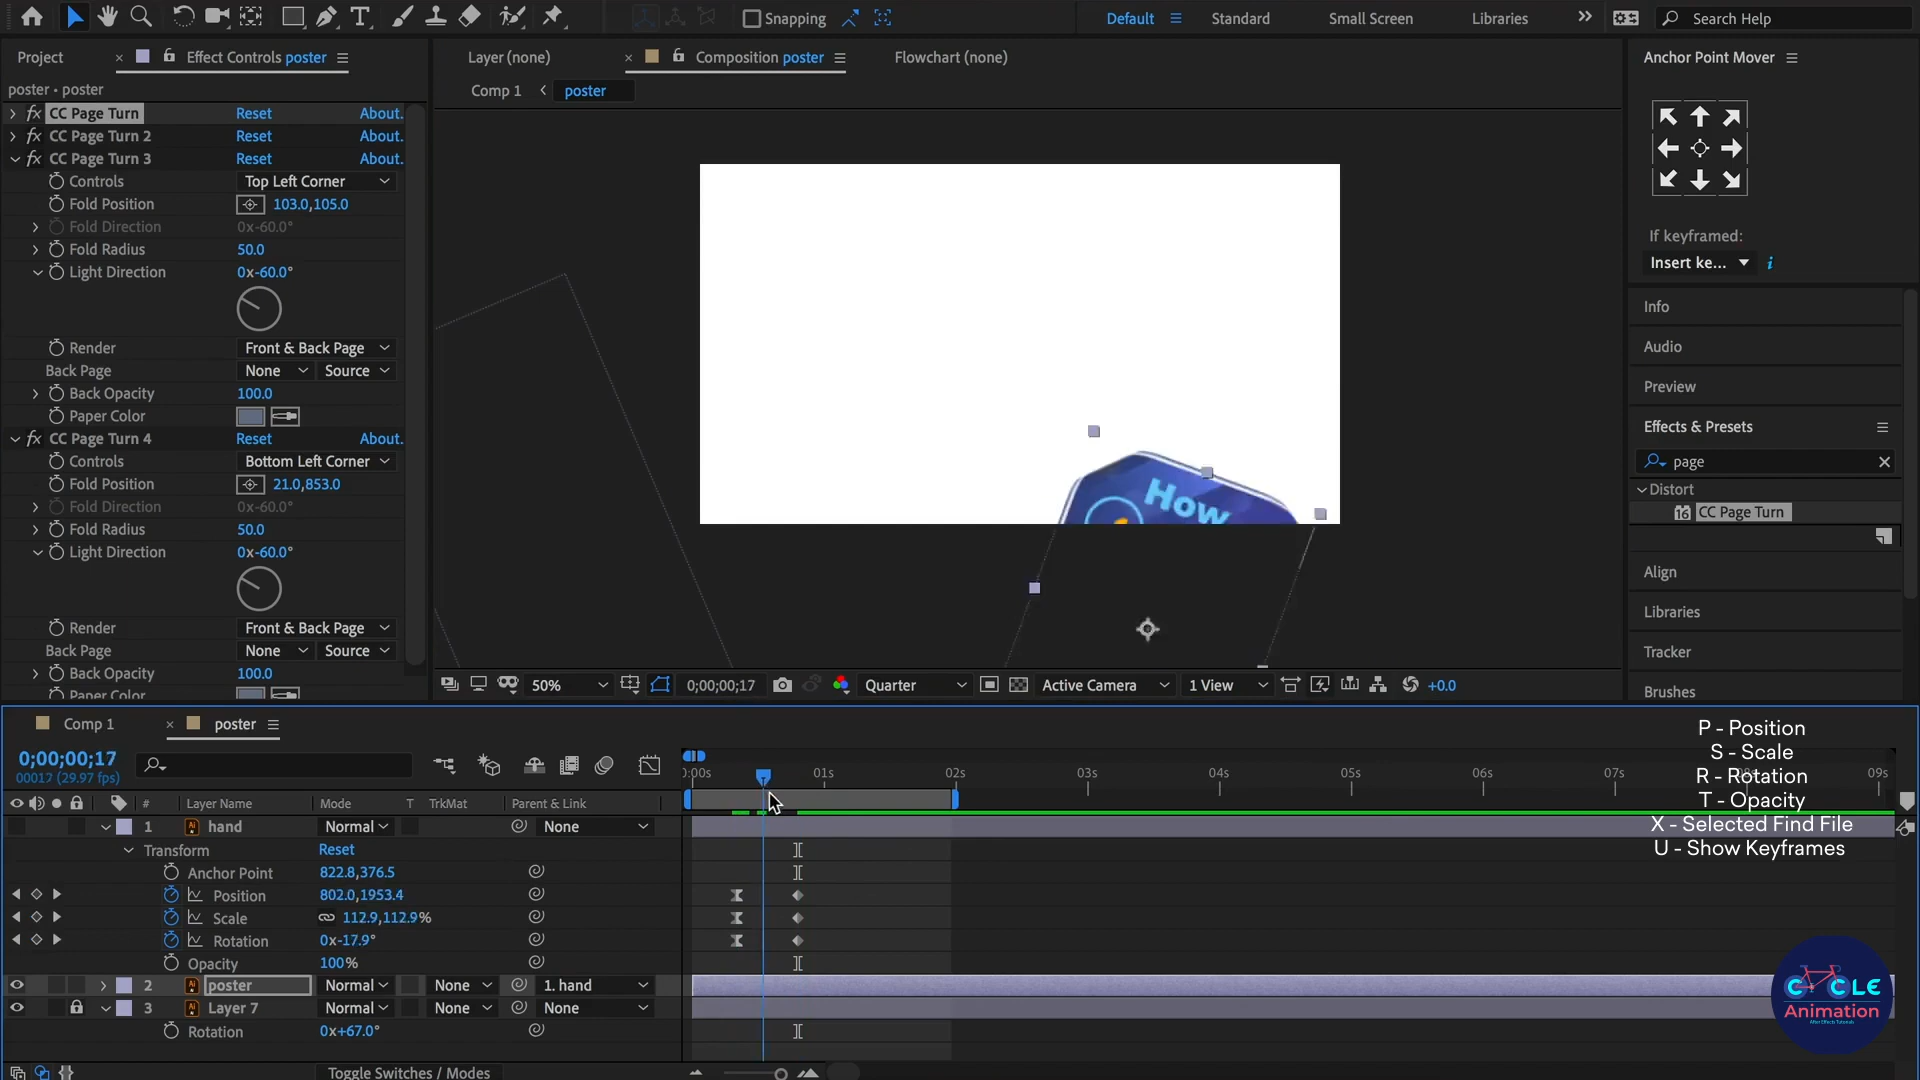 Snapping
Default
Standard
Small Screen
Libraries
Search Help
Project
Effect Controls poster
Layer (none)
Composition poster
Flowchart (none)
Anchor Point Mover
poster • poster
Comp 1
poster
CC Page Turn Reset About.
CC Page Turn 2 Reset About.
CC Page Turn 3 Reset About.
Controls Top Left Corner
Fold Position 103.0,105.0
Fold Direction 0x-60.0°
Fold Radius 50.0
Light Direction 0x-60.0°
Render Front & Back Page
Back Page None Source
Back Opacity 100.0
Paper Color
CC Page Turn 4 Reset About.
Controls Bottom Left Corner
Fold Position 21.0,853.0
Fold Direction 0x-60.0°
Fold Radius 50.0
Light Direction 0x-60.0°
Render Front & Back Page
Back Page None Source
Back Opacity 100.0
Paper Color
How
50%
0;00;00;17
Quarter
Active Camera
1 View
+0.0
If keyframed:
Insert ke...
Info
Audio
Preview
Effects & Presets
page
Distort
CC Page Turn
Align
Libraries
Tracker
Brushes
Comp 1
poster
0;00;00;17
00017 (29.97 fps)
0:00s 01s 02s 03s 04s 05s 06s 07s 09s
P - Position
S - Scale
R - Rotation
T - Opacity
X - Selected Find File
U - Show Keyframes
# Layer Name Mode T TrkMat Parent & Link
1 hand Normal None
Transform Reset
Anchor Point 822.8,376.5
Position 802.0,1953.4
Scale 112.9,112.9%
Rotation 0x-17.9°
Opacity 100%
2 poster Normal None 1. hand
3 Layer 7 Normal None None
Rotation 0x+67.0°
Toggle Switches / Modes
CYCLE
Animation
After Effects Tutorials